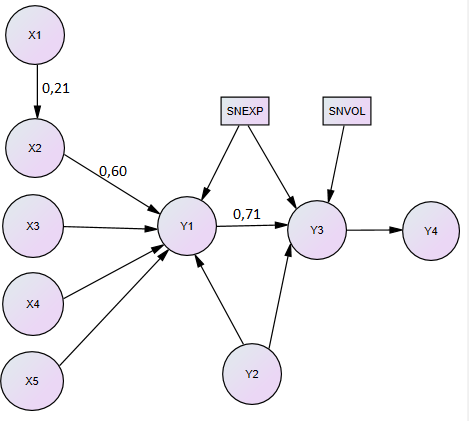 X1
0,21
SNEXP
SNVOL
X2
0,60
X3
Y1
0,71
Y3
Y4
X4
X5
Y2